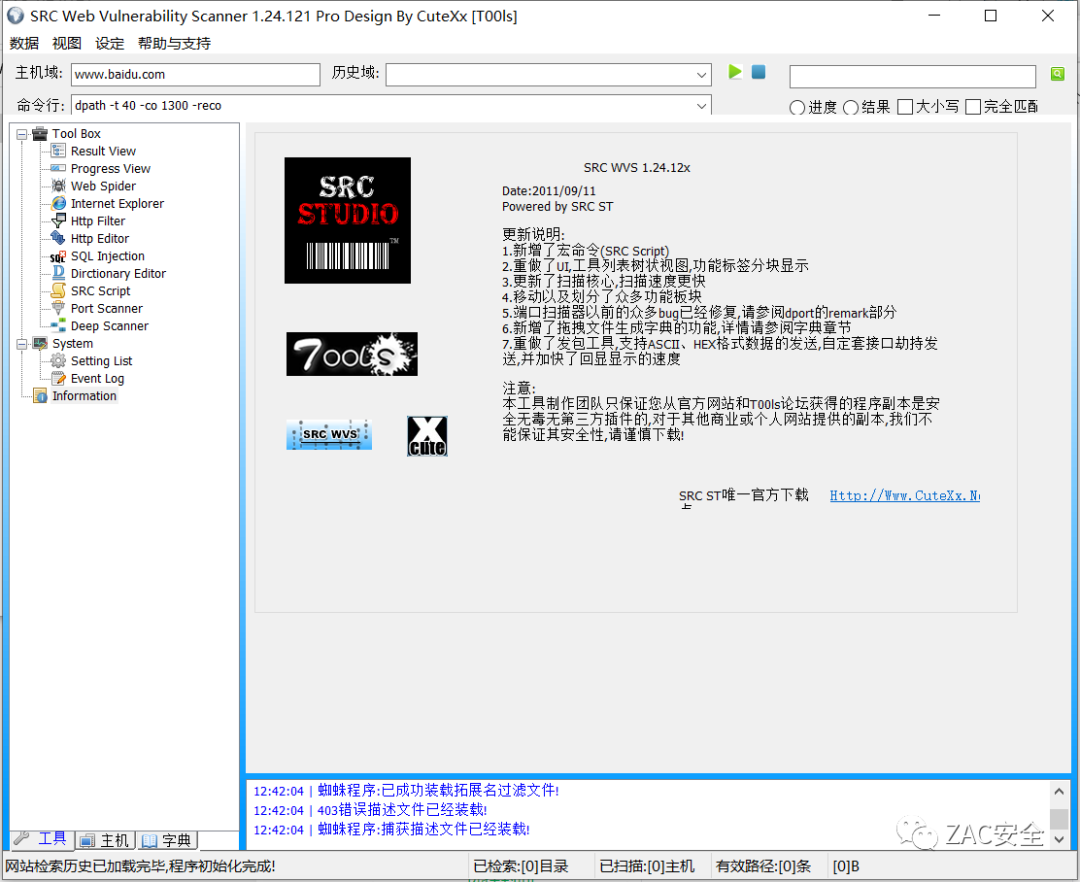 SRC Web Vulnerability Scanner 1.24.121 Pro Design By CuteXx [T00ls]
数据 视图 设定 帮助与支持
主机域: www.baidu.com 历史域:
命令行: dpath -t 40 -co 1300 -reco 进度 结果 大小写 完全匹配
Tool Box
Result View
Progress View
Web Spider
Internet Explorer
Http Filter
Http Editor
SQL Injection
Dirctionary Editor
SRC Script
Port Scanner
Deep Scanner
System
Setting List
Event Log
Information
SRC
STUDIO
TM
7ools
SRC WVS
X
cute
SRC WVS 1.24.12x
Date:2011/09/11
Powered by SRC ST
更新说明:
1.新增了宏命令(SRC Script)
2.重做了UI,工具列表树状视图,功能标签分块显示
3.更新了扫描核心,扫描速度更快
4.移动以及划分了众多功能板块
5.端口扫描器以前的众多bug已经修复,请参阅dport的remark部分
6.新增了拖拽文件生成字典的功能,详情请参阅字典章节
7.重做了发包工具,支持ASCII、HEX格式数据的发送,自定套接口劫持发
送,并加快了回显显示的速度
注意:
本工具制作团队只保证您从官方网站和T00ls论坛获得的程序副本是安
全无毒无第三方插件的,对于其他商业或个人网站提供的副本,我们不
能保证其安全性,请谨慎下载!
SRC ST唯一官方下载 Http://Www.CuteXx.N
12:42:04 | 蜘蛛程序:已成功装载拓展名过滤文件!
12:42:04 | 403错误描述文件已经装载!
12:42:04 | 蜘蛛程序:捕获描述文件已经装载!
ZAC安全
工具 主机 字典
网站检索历史已加载完毕,程序初始化完成! 已检索:[0]目录 已扫描:[0]主机 有效路径:[0]条 [0]B